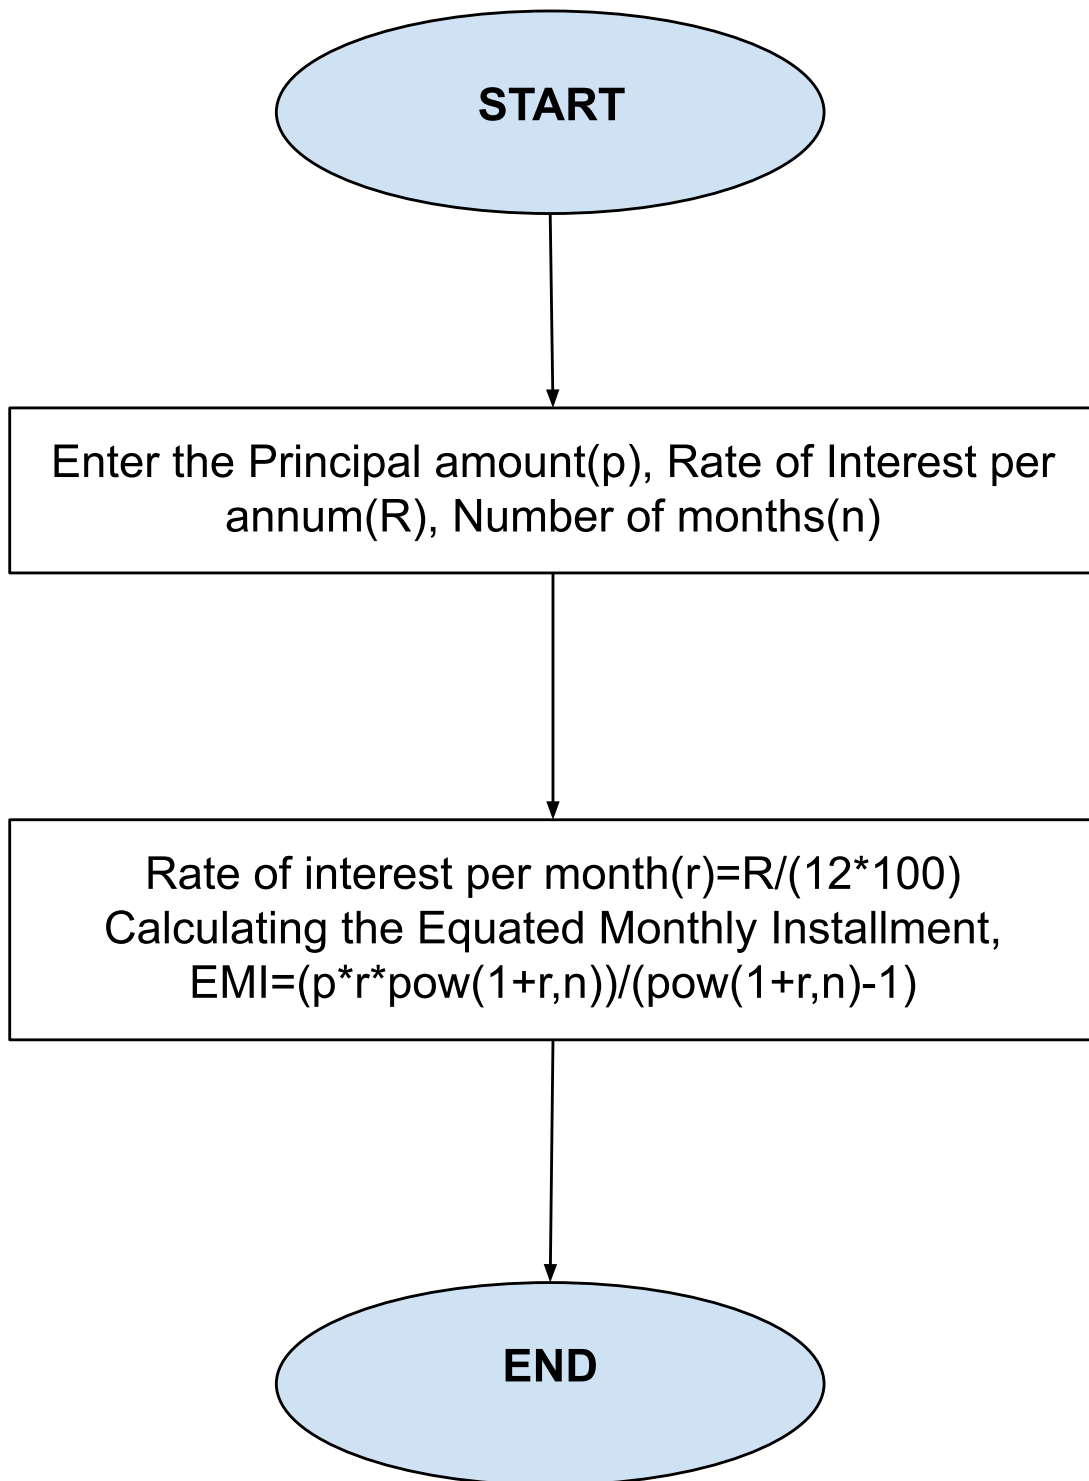 START
Enter the Principal amount(p), Rate of Interest per
annum(R), Number of months(n)
Rate of interest per month(r)=R/(12*100)
Calculating the Equated Monthly Installment,
EMI=(p*r*pow(1+r,n))/(pow(1+r,n)-1)
END